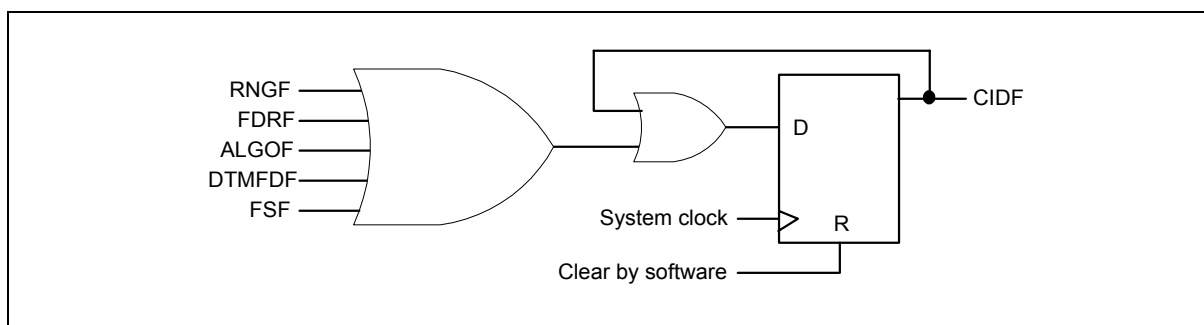 RNGF
FDRF
ALGOF
DTMFDF
FSF
D
CIDF
System clock
R
Clear by software